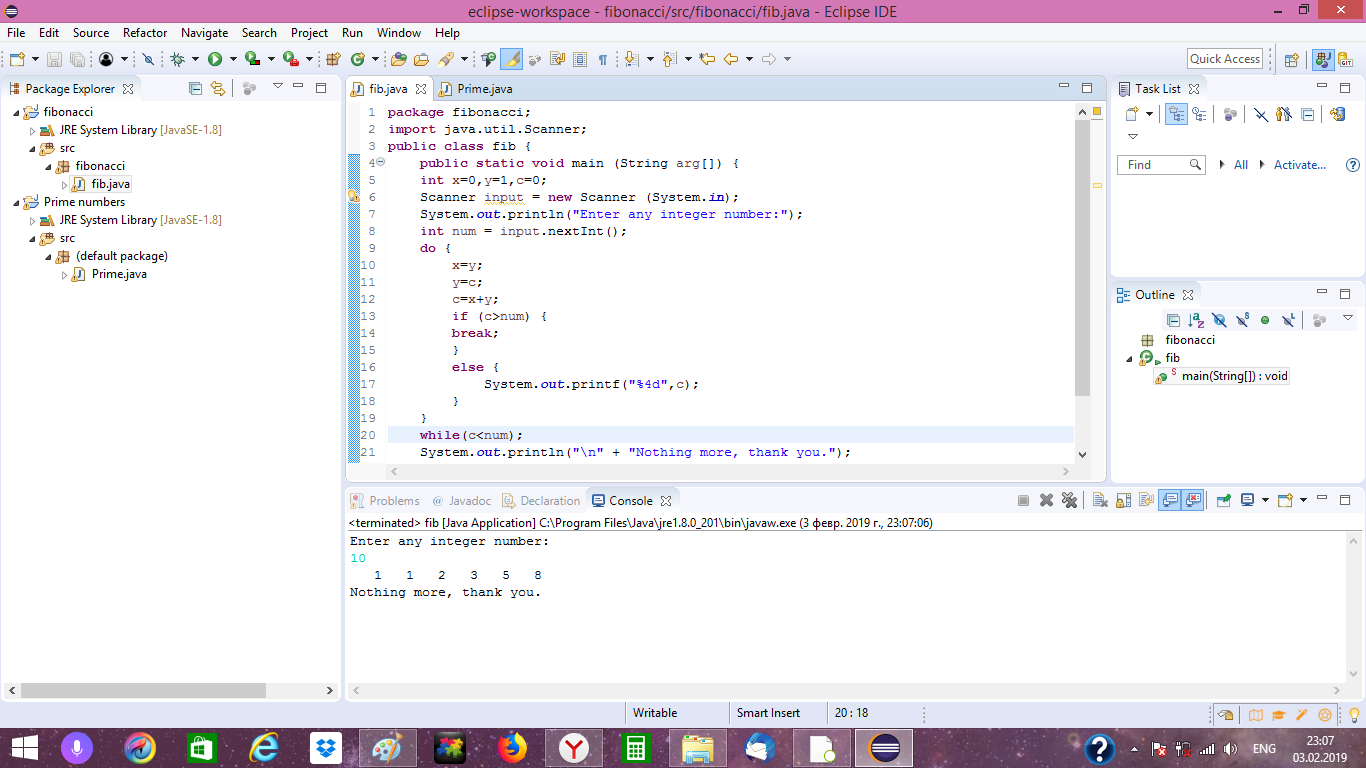 eclipse-workspace - fibonacci/src/fibonacci/fib.java - Eclipse IDE
File Edit Source Refactor Navigate Search Project Run Window Help
Quick Access
Package Explorer
fibonacci
JRE System Library [JavaSE-1.8]
src
fibonacci
fib.java
Prime numbers
JRE System Library [JavaSE-1.8]
src
(default package)
Prime.java
fib.java Prime.java
1 package fibonacci;
2 import java.util.Scanner;
3 public class fib {
4 public static void main (String arg[]) {
5 int x=0,y=1,c=0;
6 Scanner input = new Scanner (System.in);
7 System.out.println("Enter any integer number:");
8 int num = input.nextInt();
9 do {
10 x=y;
11 y=c;
12 c=x+y;
13 if (c>num) {
14 break;
15 }
16 else {
17 System.out.printf("%4d",c);
18 }
19 }
20 while(c<num);
21 System.out.println("\n" + "Nothing more, thank you.");
Task List
Find All Activate...
Outline
fibonacci
fib
main(String[]) : void
Problems @ Javadoc Declaration Console
<terminated> fib [Java Application] C:\Program Files\Java\jre1.8.0_201\bin\javaw.exe (3 февр. 2019 г., 23:07:06)
Enter any integer number:
10
1 1 2 3 5 8
Nothing more, thank you.
Writable Smart Insert 20 : 18
ENG
23:07
03.02.2019